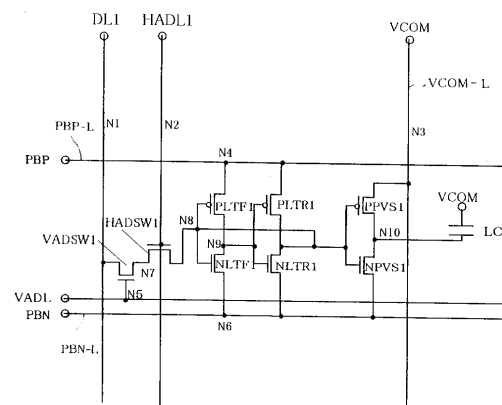 DL1 HADL1 VCOM
VCOM-L
N1 N2 N3
PBP-L
PBP N4
PLTF1 PLTR1 PPVS1 VCOM
HADSW1 N8 LC
VADSW1 N9 N10
N7 NLTF1 NLTR1 NPVS1
VADL N5
PBN
PBN-L N6